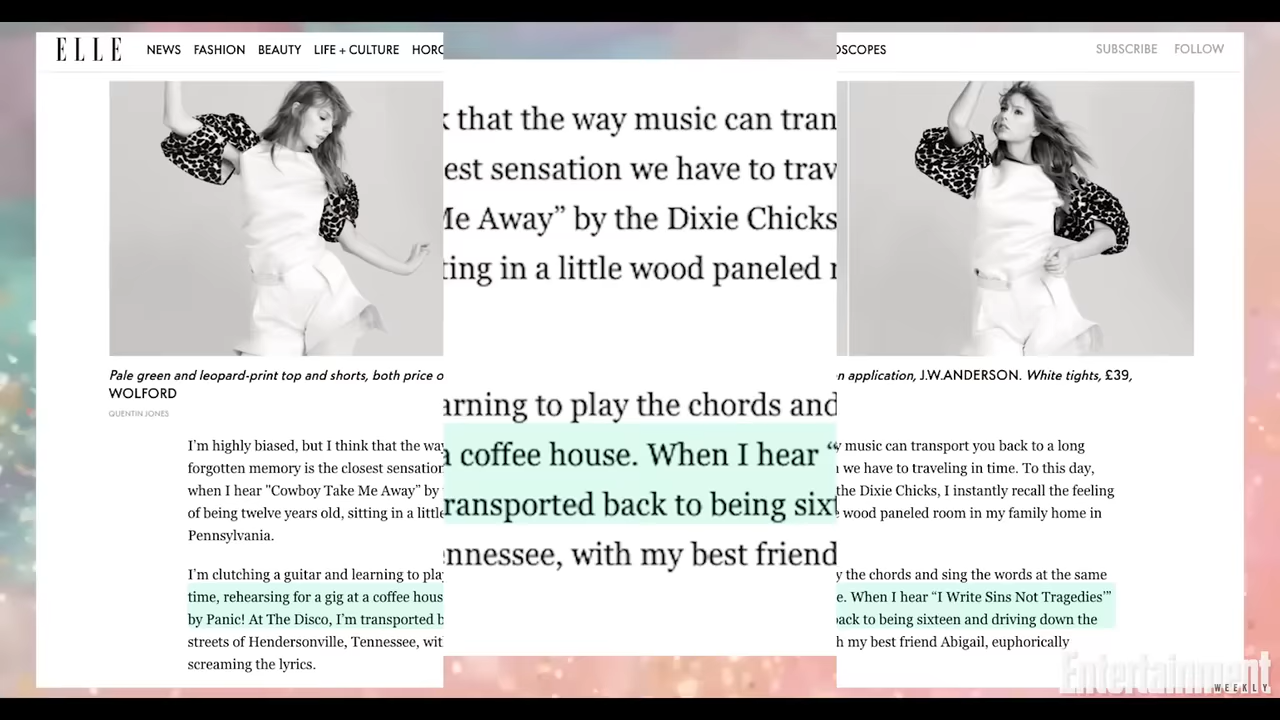 ELLE NEWS FASHION BEAUTY LIFE + CULTURE HORC
OSCOPES SUBSCRIBE FOLLOW
Pale green and leopard-print top and shorts, both price o
WOLFORD
QUENTIN JONES
I'm highly biased, but I think that the way
forgotten memory is the closest sensation
when I hear "Cowboy Take Me Away" by
of being twelve years old, sitting in a little
Pennsylvania.
I'm clutching a guitar and learning to play
time, rehearsing for a gig at a coffee hous
by Panic! At The Disco, I'm transported b
streets of Hendersonville, Tennessee, wit
screaming the lyrics.
k that the way music can tran
est sensation we have to trav
Me Away” by the Dixie Chicks
ting in a little wood paneled r
arning to play the chords and
a coffee house. When I hear “
ransported back to being sixt
ennessee, with my best friend
n application, J.W.ANDERSON. White tights, £39,
y music can transport you back to a long
we have to traveling in time. To this day,
the Dixie Chicks, I instantly recall the feeling
wood paneled room in my family home in
y the chords and sing the words at the same
e. When I hear “I Write Sins Not Tragedies’”
ack to being sixteen and driving down the
h my best friend Abigail, euphorically
Entertainment
WEEKLY